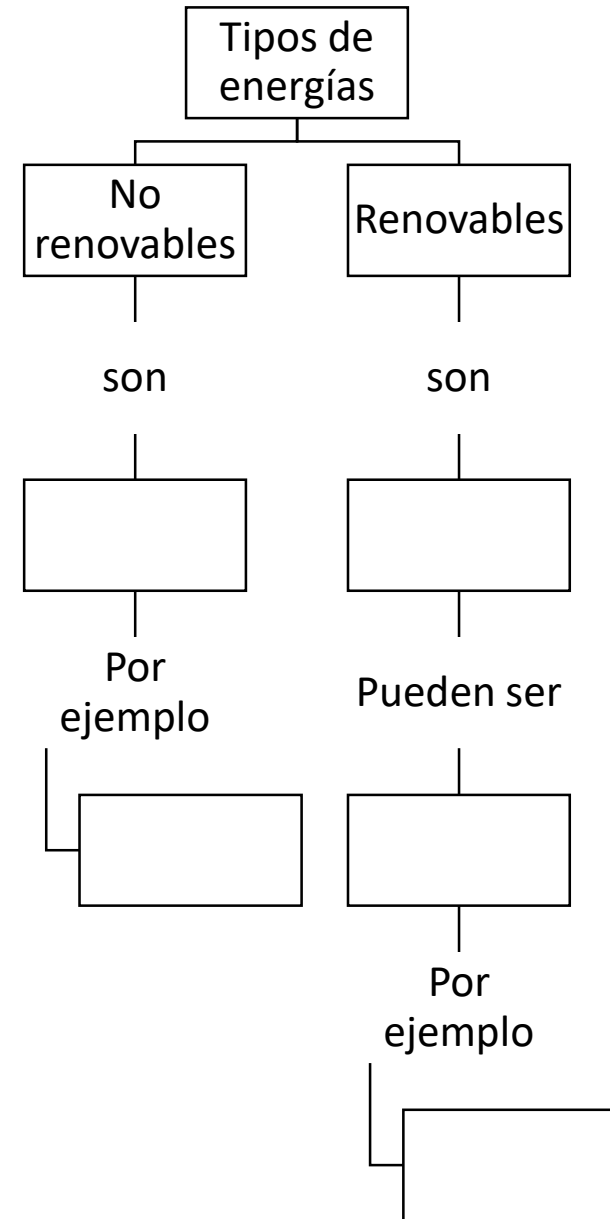 Tipos de
energías
No
renovables
Renovables
son
son
Por
ejemplo
Pueden ser
Por
ejemplo